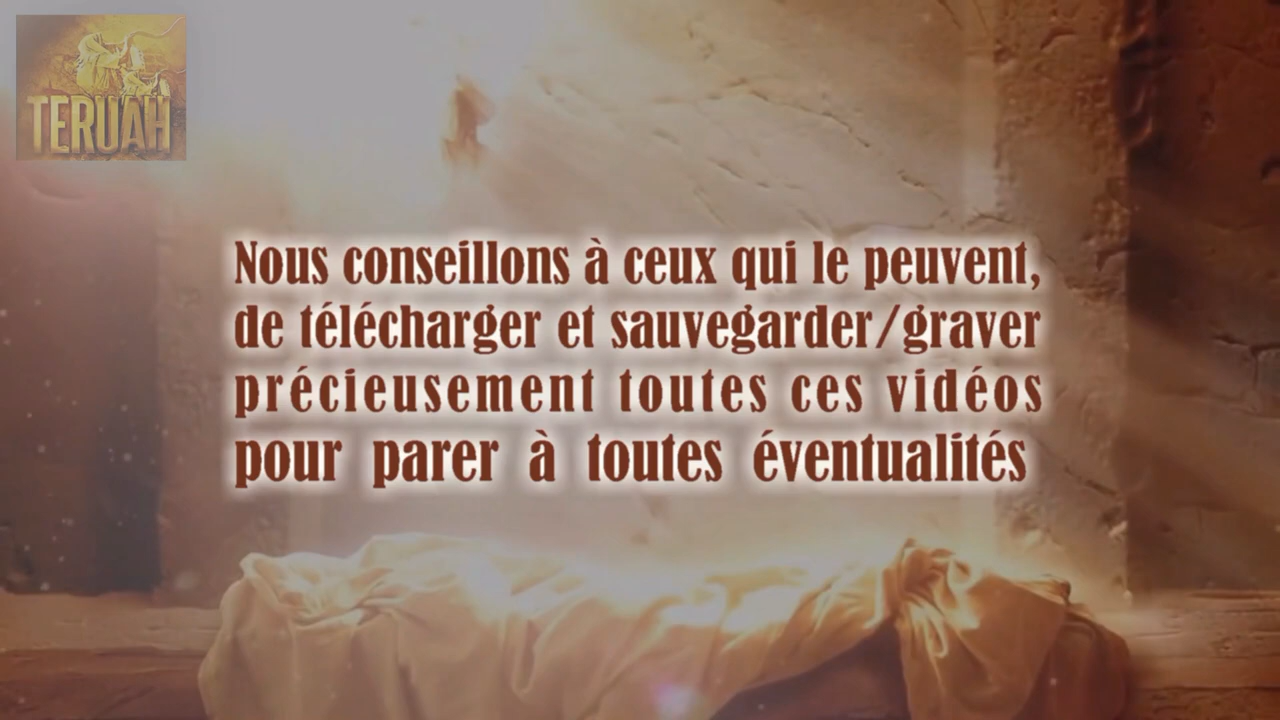 TERUAH
Nous conseillons à ceux qui le peuvent,
de télécharger et sauvegarder/graver
précieusement toutes ces vidéos
pour parer à toutes éventualités